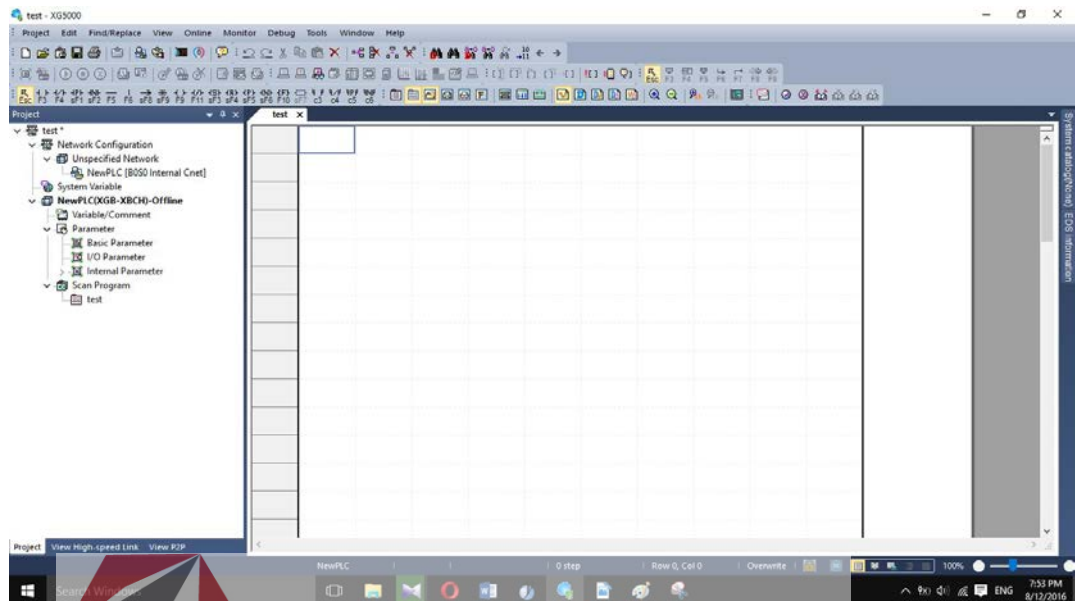 test - XG5000
Project Edit Find/Replace View Online Monitor Debug Tools Window Help
Project
test
test *
Network Configuration
Unspecified Network
NewPLC [B0S0 Internal Cnet]
System Variable
NewPLC(XGB-XBCH)-Offline
Variable/Comment
Parameter
Basic Parameter
I/O Parameter
Internal Parameter
Scan Program
test
System catalog(None) EDS information
Project View High-speed Link View P2P
NewPLC 0 step Row 0, Col 0 Overwrite 100%
Search Windows
ENG 7:53 PM
8/12/2016